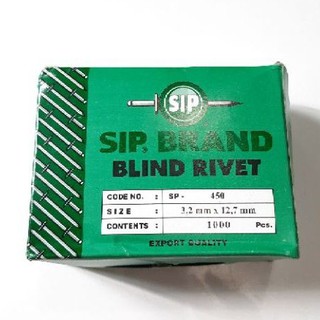 SIP
SIP. BRAND
BLIND RIVET
CODE NO. : SP - 450
SIZE : 3,2 mm x 12,7 mm
CONTENTS : 1000 Pcs.
EXPORT QUALITY